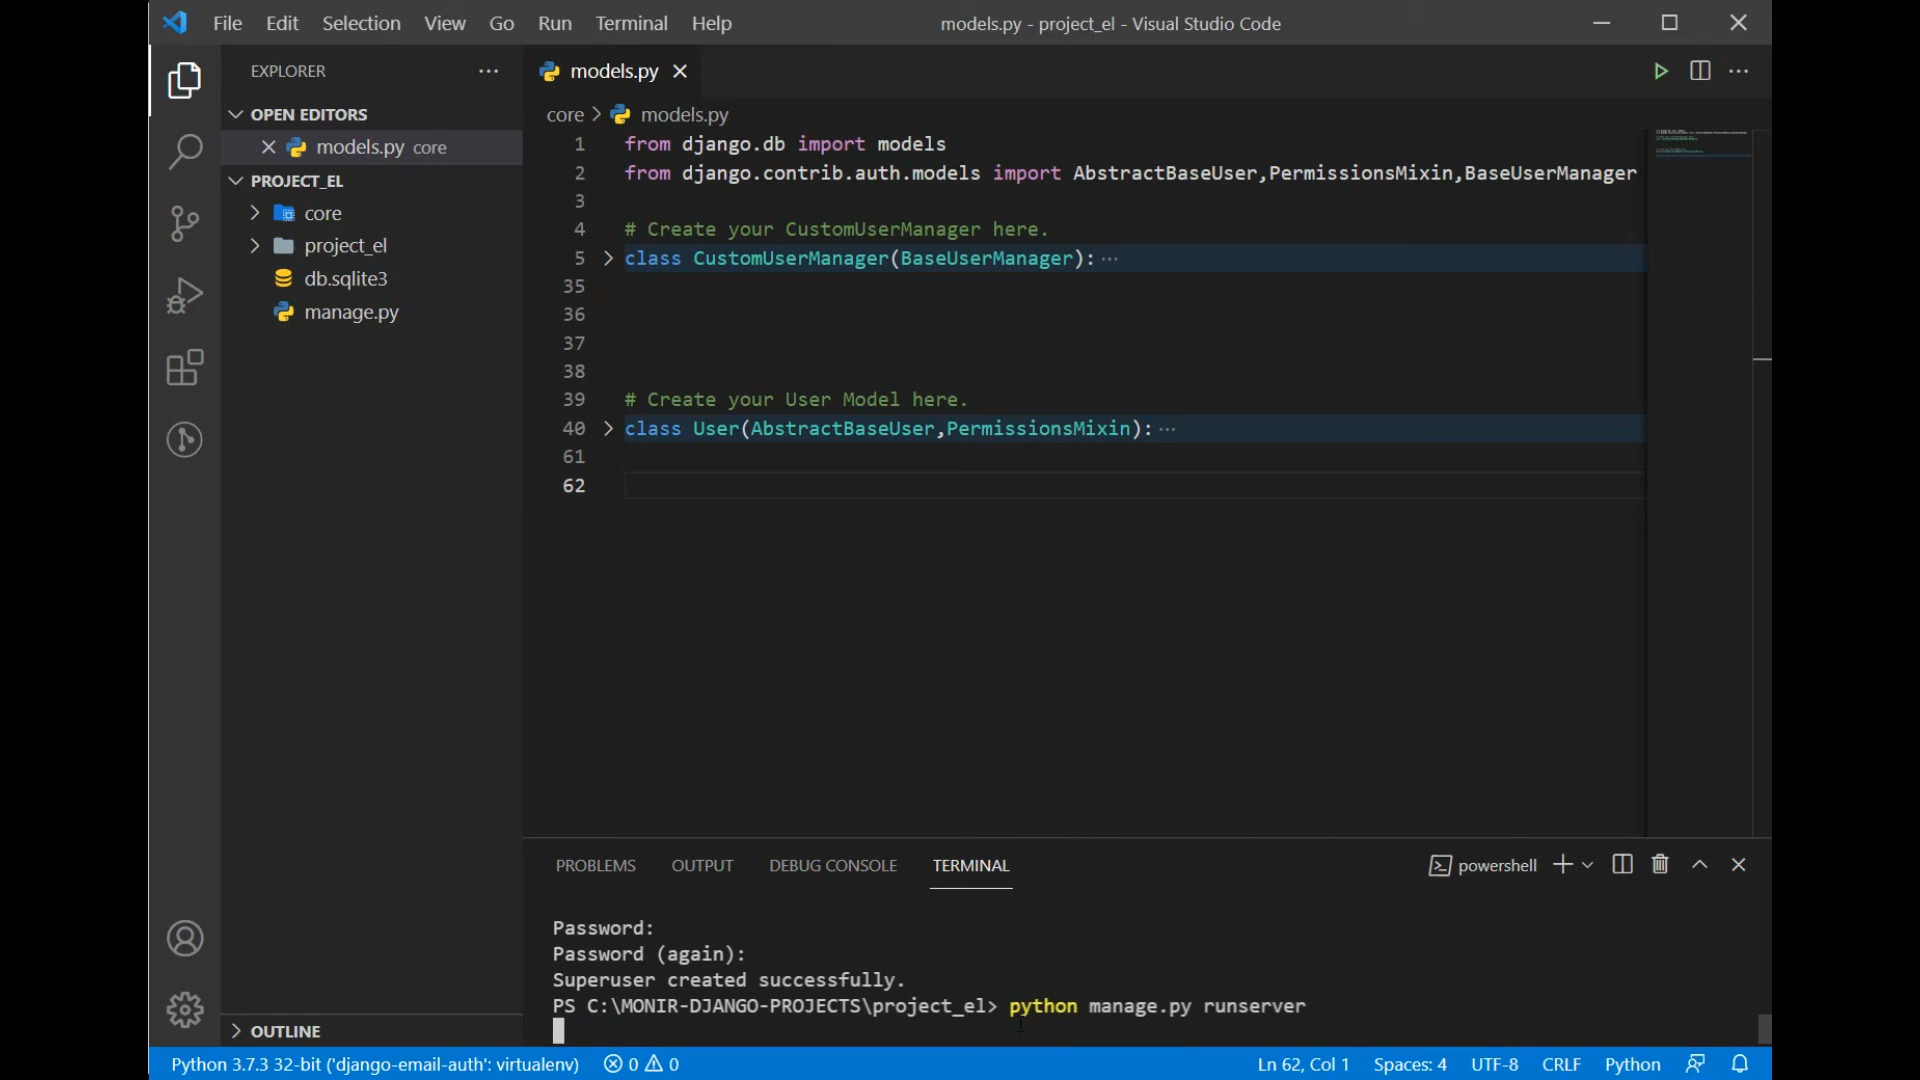 File Edit Selection View Go Run Terminal Help
models.py - project_el - Visual Studio Code
EXPLORER
OPEN EDITORS
models.py core
PROJECT_EL
core
project_el
db.sqlite3
manage.py
OUTLINE
models.py
core > models.py
1 from django.db import models
2 from django.contrib.auth.models import AbstractBaseUser,PermissionsMixin,BaseUserManager
3
4 # Create your CustomUserManager here.
5 class CustomUserManager(BaseUserManager):···
35
36
37
38
39 # Create your User Model here.
40 class User(AbstractBaseUser,PermissionsMixin):···
61
62
PROBLEMS OUTPUT DEBUG CONSOLE TERMINAL
powershell
Password:
Password (again):
Superuser created successfully.
PS C:\MONIR-DJANGO-PROJECTS\project_el> python manage.py runserver
Python 3.7.3 32-bit ('django-email-auth': virtualenv) 0 0
Ln 62, Col 1 Spaces: 4 UTF-8 CRLF Python